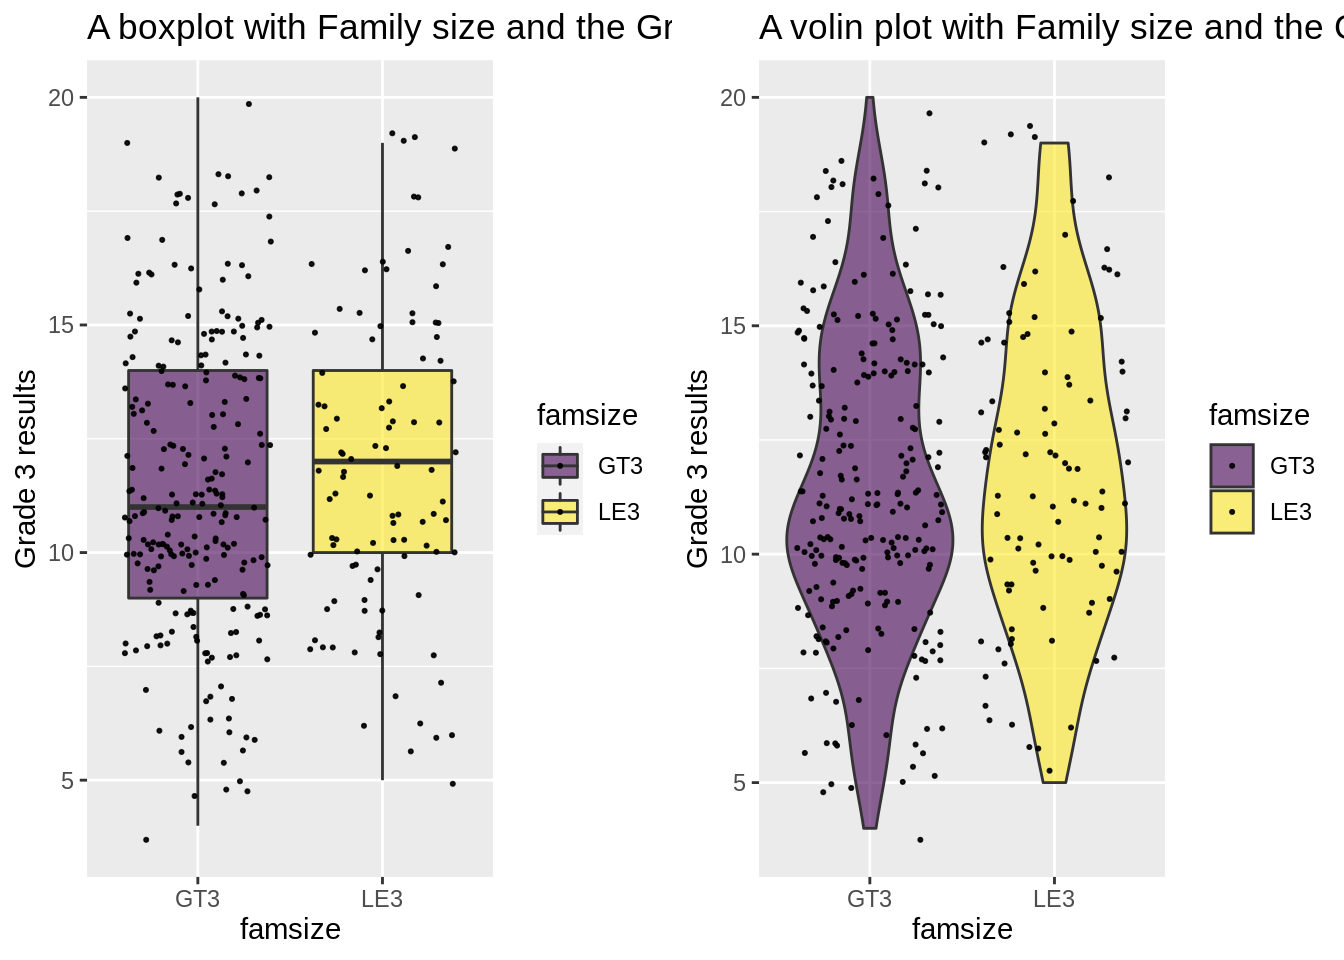 A boxplot with Family size and the Gr
20
15
10
5
Grade 3 results
GT3
LE3
famsize
famsize
GT3
LE3
A volin plot with Family size and the
20
15
10
5
Grade 3 results
GT3
LE3
famsize
famsize
GT3
LE3